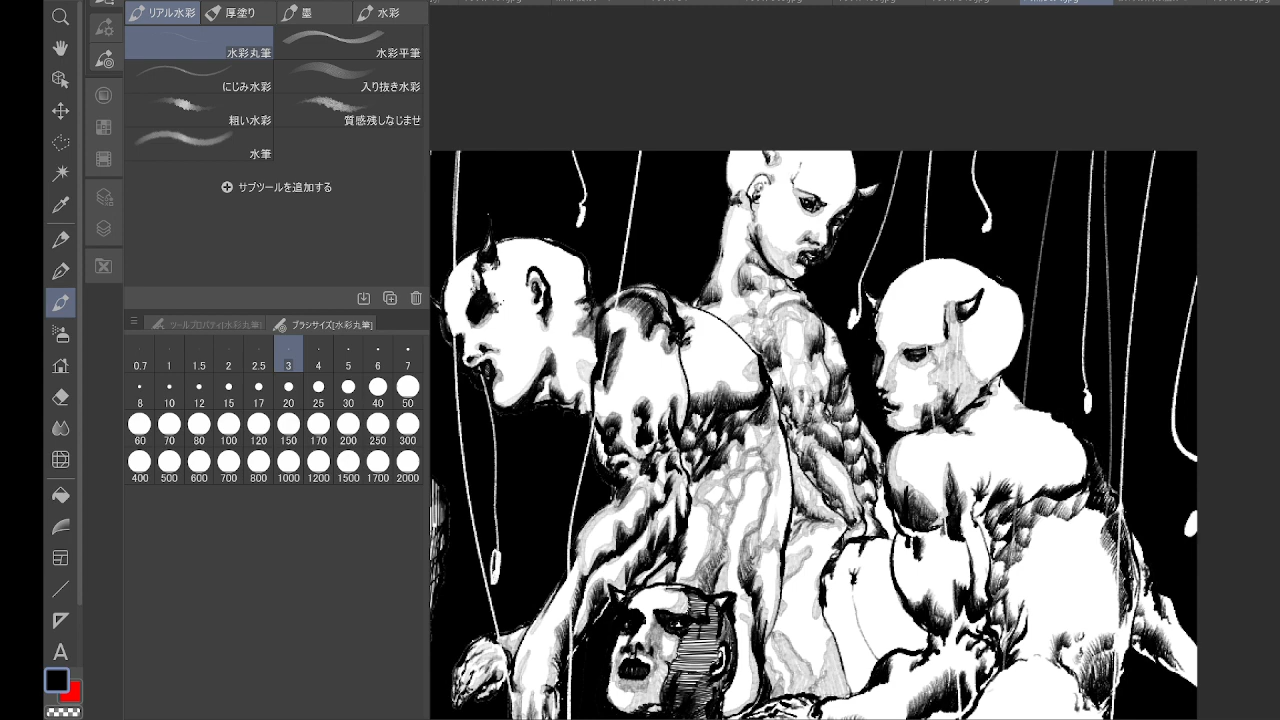 リアル水彩 厚塗り 墨 水彩
水彩丸筆 水彩平筆
にじみ水彩 入り抜き水彩
粗い水彩 質感残しなじませ
水筆
サブツールを追加する
ツールプロパティ[水彩丸筆] ブラシサイズ[水彩丸筆]
0.7 1 1.5 2 2.5 3 4 5 6 7
8 10 12 15 17 20 25 30 40 50
60 70 80 100 120 150 170 200 250 300
400 500 600 700 800 1000 1200 1500 1700 2000
A